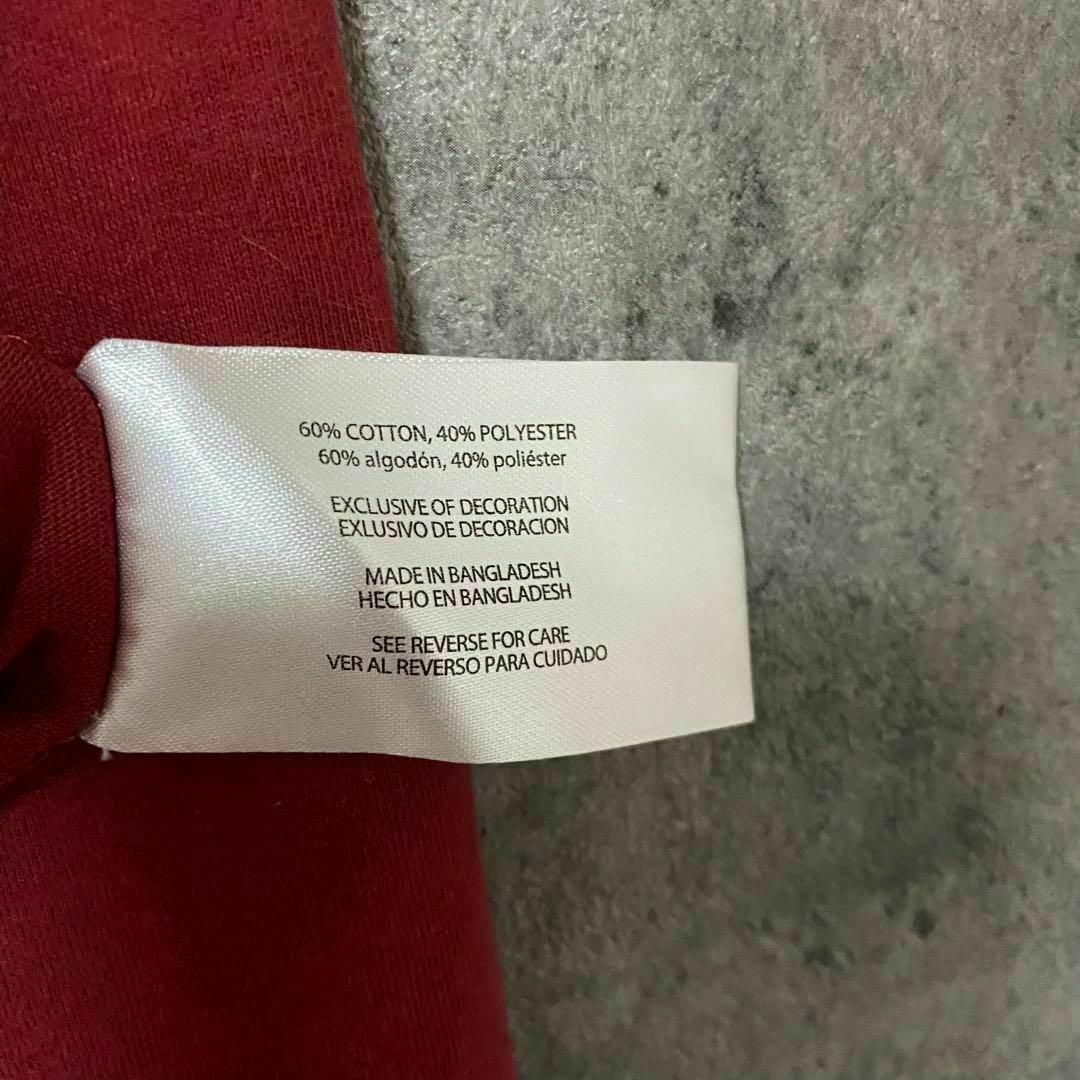 60% COTTON, 40% POLYESTER
60% algodón, 40% poliéster
EXCLUSIVE OF DECORATION
EXLUSIVO DE DECORACION
MADE IN BANGLADESH
HECHO EN BANGLADESH
SEE REVERSE FOR CARE
VER AL REVERSO PARA CUIDADO